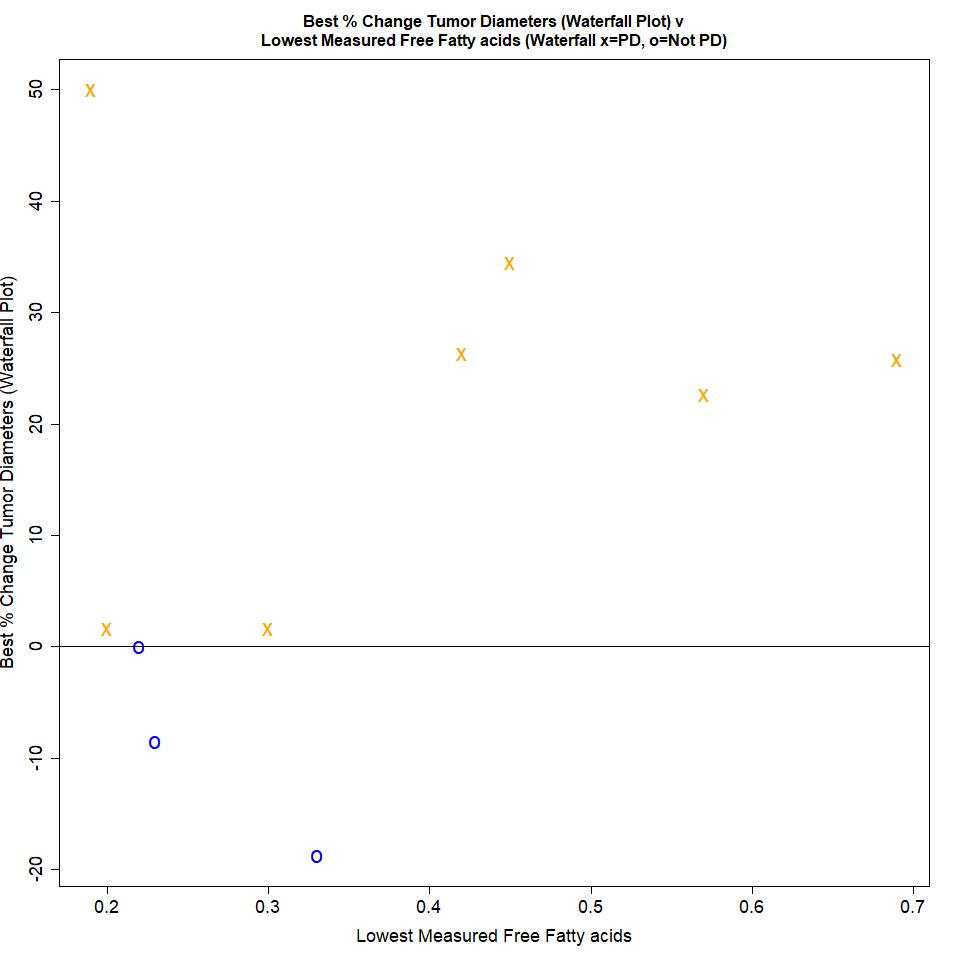 Best % Change Tumor Diameters (Waterfall Plot) v
Lowest Measured Free Fatty acids (Waterfall x=PD, o=Not PD)
Best % Change Tumor Diameters (Waterfall Plot)
50
40
30
20
10
0
-10
-20
X
X
X
X
X
X
X
O
O
O
0.2 0.3 0.4 0.5 0.6 0.7
Lowest Measured Free Fatty acids